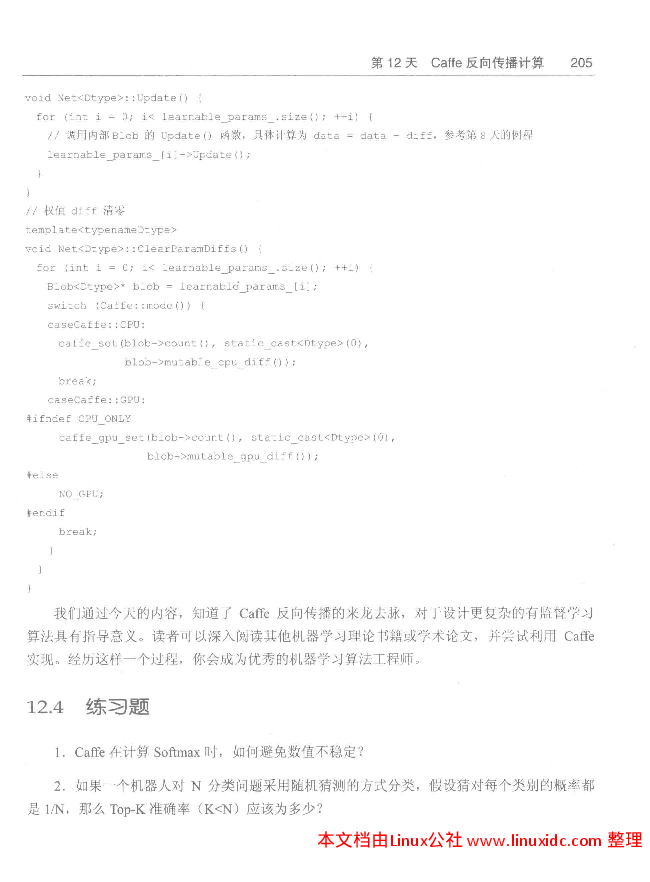 第 12 天 Caffe 反向传播计算 205
void Net<Dtype>::Update() {
for (int i = 0; i< learnable_params_.size(); ++i) {
// 调用内部 Blob 的 Update() 函数，具体计算为 data = data - diff，参考第 8 天的例程
learnable_params_[i]->Update();
}
}
// 权值 diff 清零
template<typenameDtype>
void Net<Dtype>::ClearParamDiffs() {
for (int i = 0; i< learnable_params_.size(); ++i) {
Blob<Dtype>* blob = learnable_params_[i];
switch (Caffe::mode()) {
caseCaffe::CPU:
caffe_set(blob->count(), static_cast<Dtype>(0),
blob->mutable_cpu_diff());
break;
caseCaffe::GPU:
#ifndef CPU_ONLY
caffe_gpu_set(blob->count(), static_cast<Dtype>(0),
blob->mutable_gpu_diff());
#else
NO_GPU;
#endif
break;
}
}
}
我们通过今天的内容，知道了 Caffe 反向传播的来龙去脉，对于设计更复杂的有监督学习
算法具有指导意义。读者可以深入阅读其他机器学习理论书籍或学术论文，并尝试利用 Caffe
实现。经历这样一个过程，你会成为优秀的机器学习算法工程师。
12.4 练习题
1．Caffe 在计算 Softmax 时，如何避免数值不稳定？
2．如果一个机器人对 N 分类问题采用随机猜测的方式分类，假设猜对每个类别的概率都
是 1/N，那么 Top-K 准确率（K<N）应该为多少？
本文档由Linux公社 www.linuxidc.com 整理